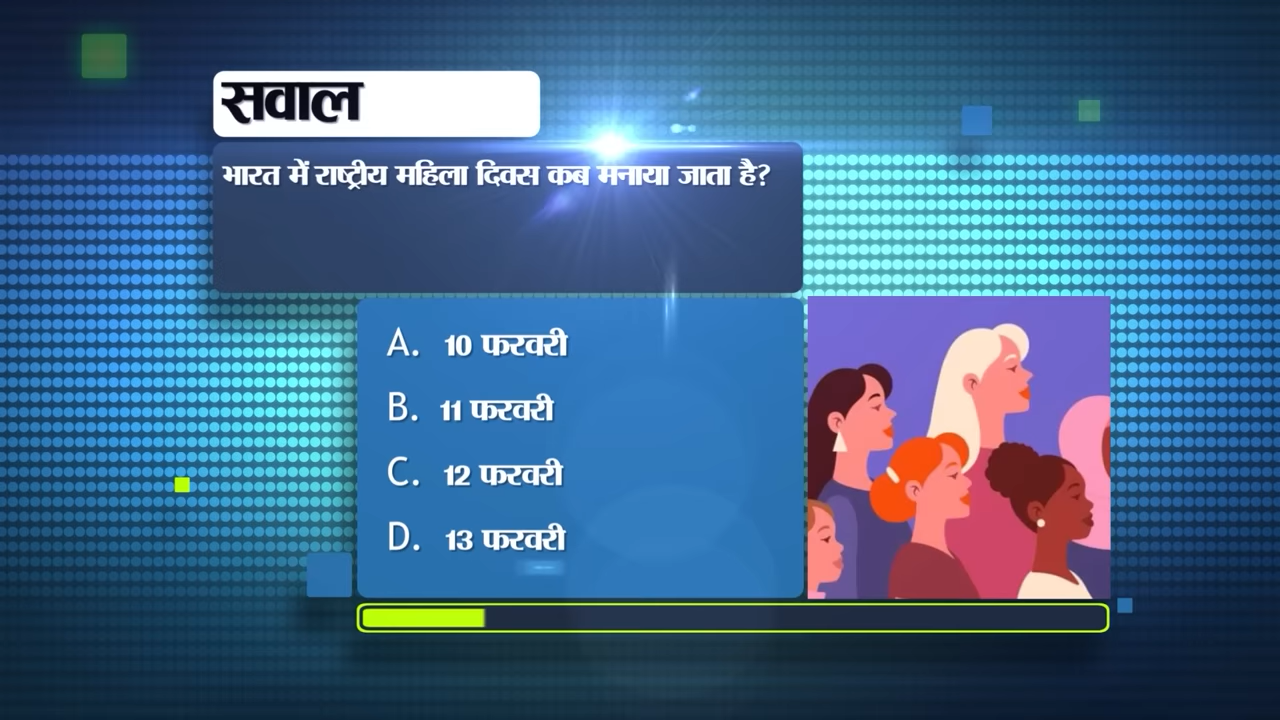 सवाल
भारत में राष्ट्रीय महिला दिवस कब मनाया जाता है?
A. 10 फरवरी
B. 11 फरवरी
C. 12 फरवरी
D. 13 फरवरी